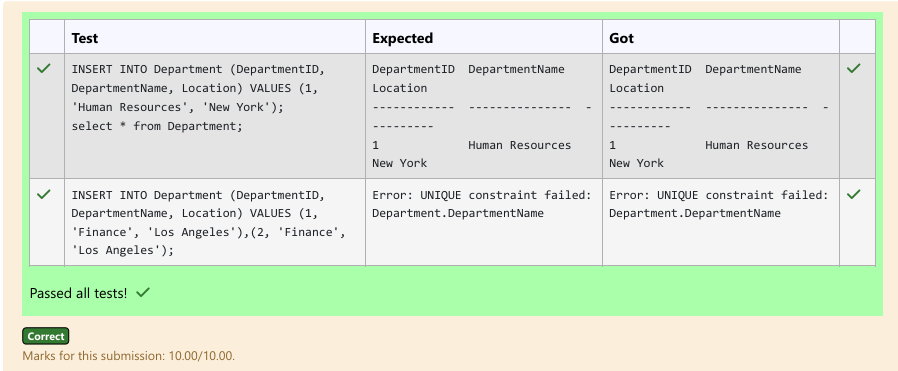 Test Expected Got
INSERT INTO Department (DepartmentID,
DepartmentName, Location) VALUES (1,
'Human Resources', 'New York');
select * from Department;
DepartmentID  DepartmentName
Location
------------  --------------  -
---------
1             Human Resources
New York
DepartmentID  DepartmentName
Location
------------  --------------  -
---------
1             Human Resources
New York
INSERT INTO Department (DepartmentID,
DepartmentName, Location) VALUES (1,
'Finance', 'Los Angeles'),(2, 'Finance',
'Los Angeles');
Error: UNIQUE constraint failed:
Department.DepartmentName
Error: UNIQUE constraint failed:
Department.DepartmentName
Passed all tests!
Correct
Marks for this submission: 10.00/10.00.